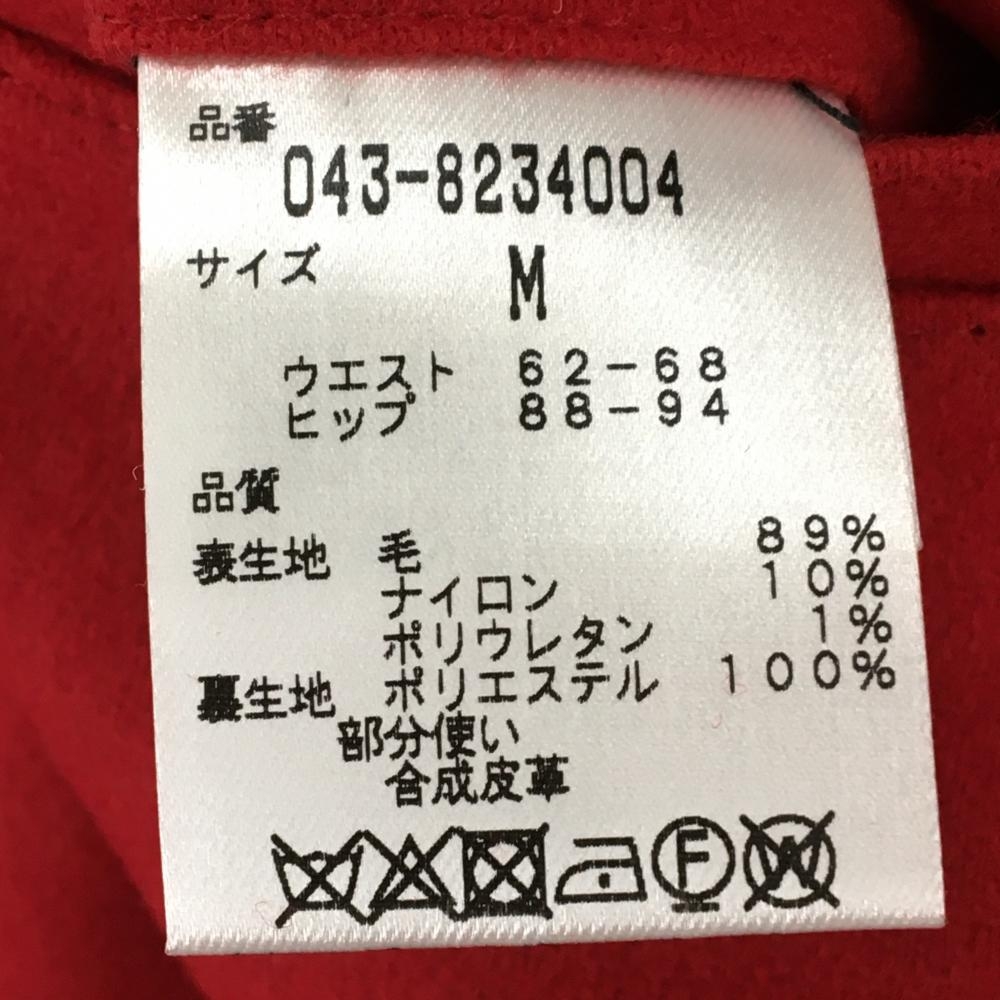 品番
043-8234004
サイズ M
ウエスト 62-68
ヒップ 88-94
品質
表生地 毛 89%
ナイロン 10%
ポリウレタン 1%
裏生地 ポリエステル 100%
部分使い
合成皮革
F W